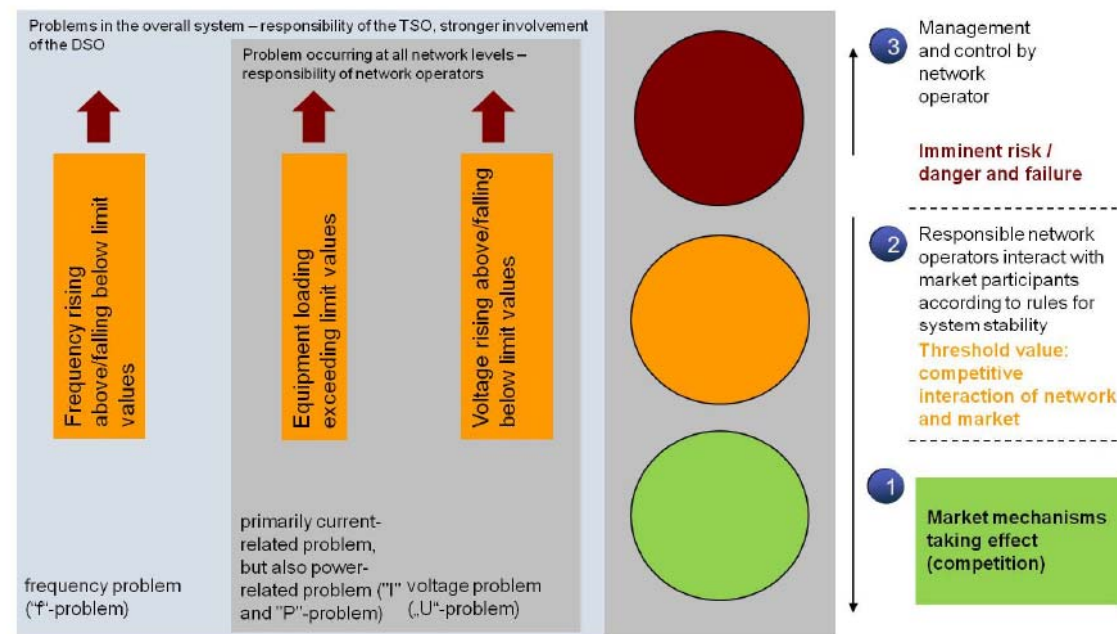 Problems in the overall system – responsibility of the TSO, stronger involvement
of the DSO
Problem occurring at all network levels –
responsibility of network operators
Frequency rising
above/falling below limit
values
Equipment loading
exceeding limit values
Voltage rising above/falling
below limit values
frequency problem
("f"-problem)
primarily current-
related problem,
but also power-
related problem ("I"
and "P"-problem)
voltage problem
(„U“-problem)
3
Management
and control by
network
operator
Imminent risk /
danger and failure
2
Responsible network
operators interact with
market participants
according to rules for
system stability
Threshold value:
competitive
interaction of network
and market
1
Market mechanisms
taking effect
(competition)